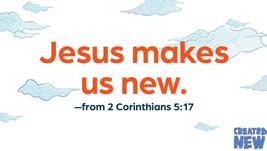 Jesus makes
us new.
—from 2 Corinthians 5:17
CREATED
NEW